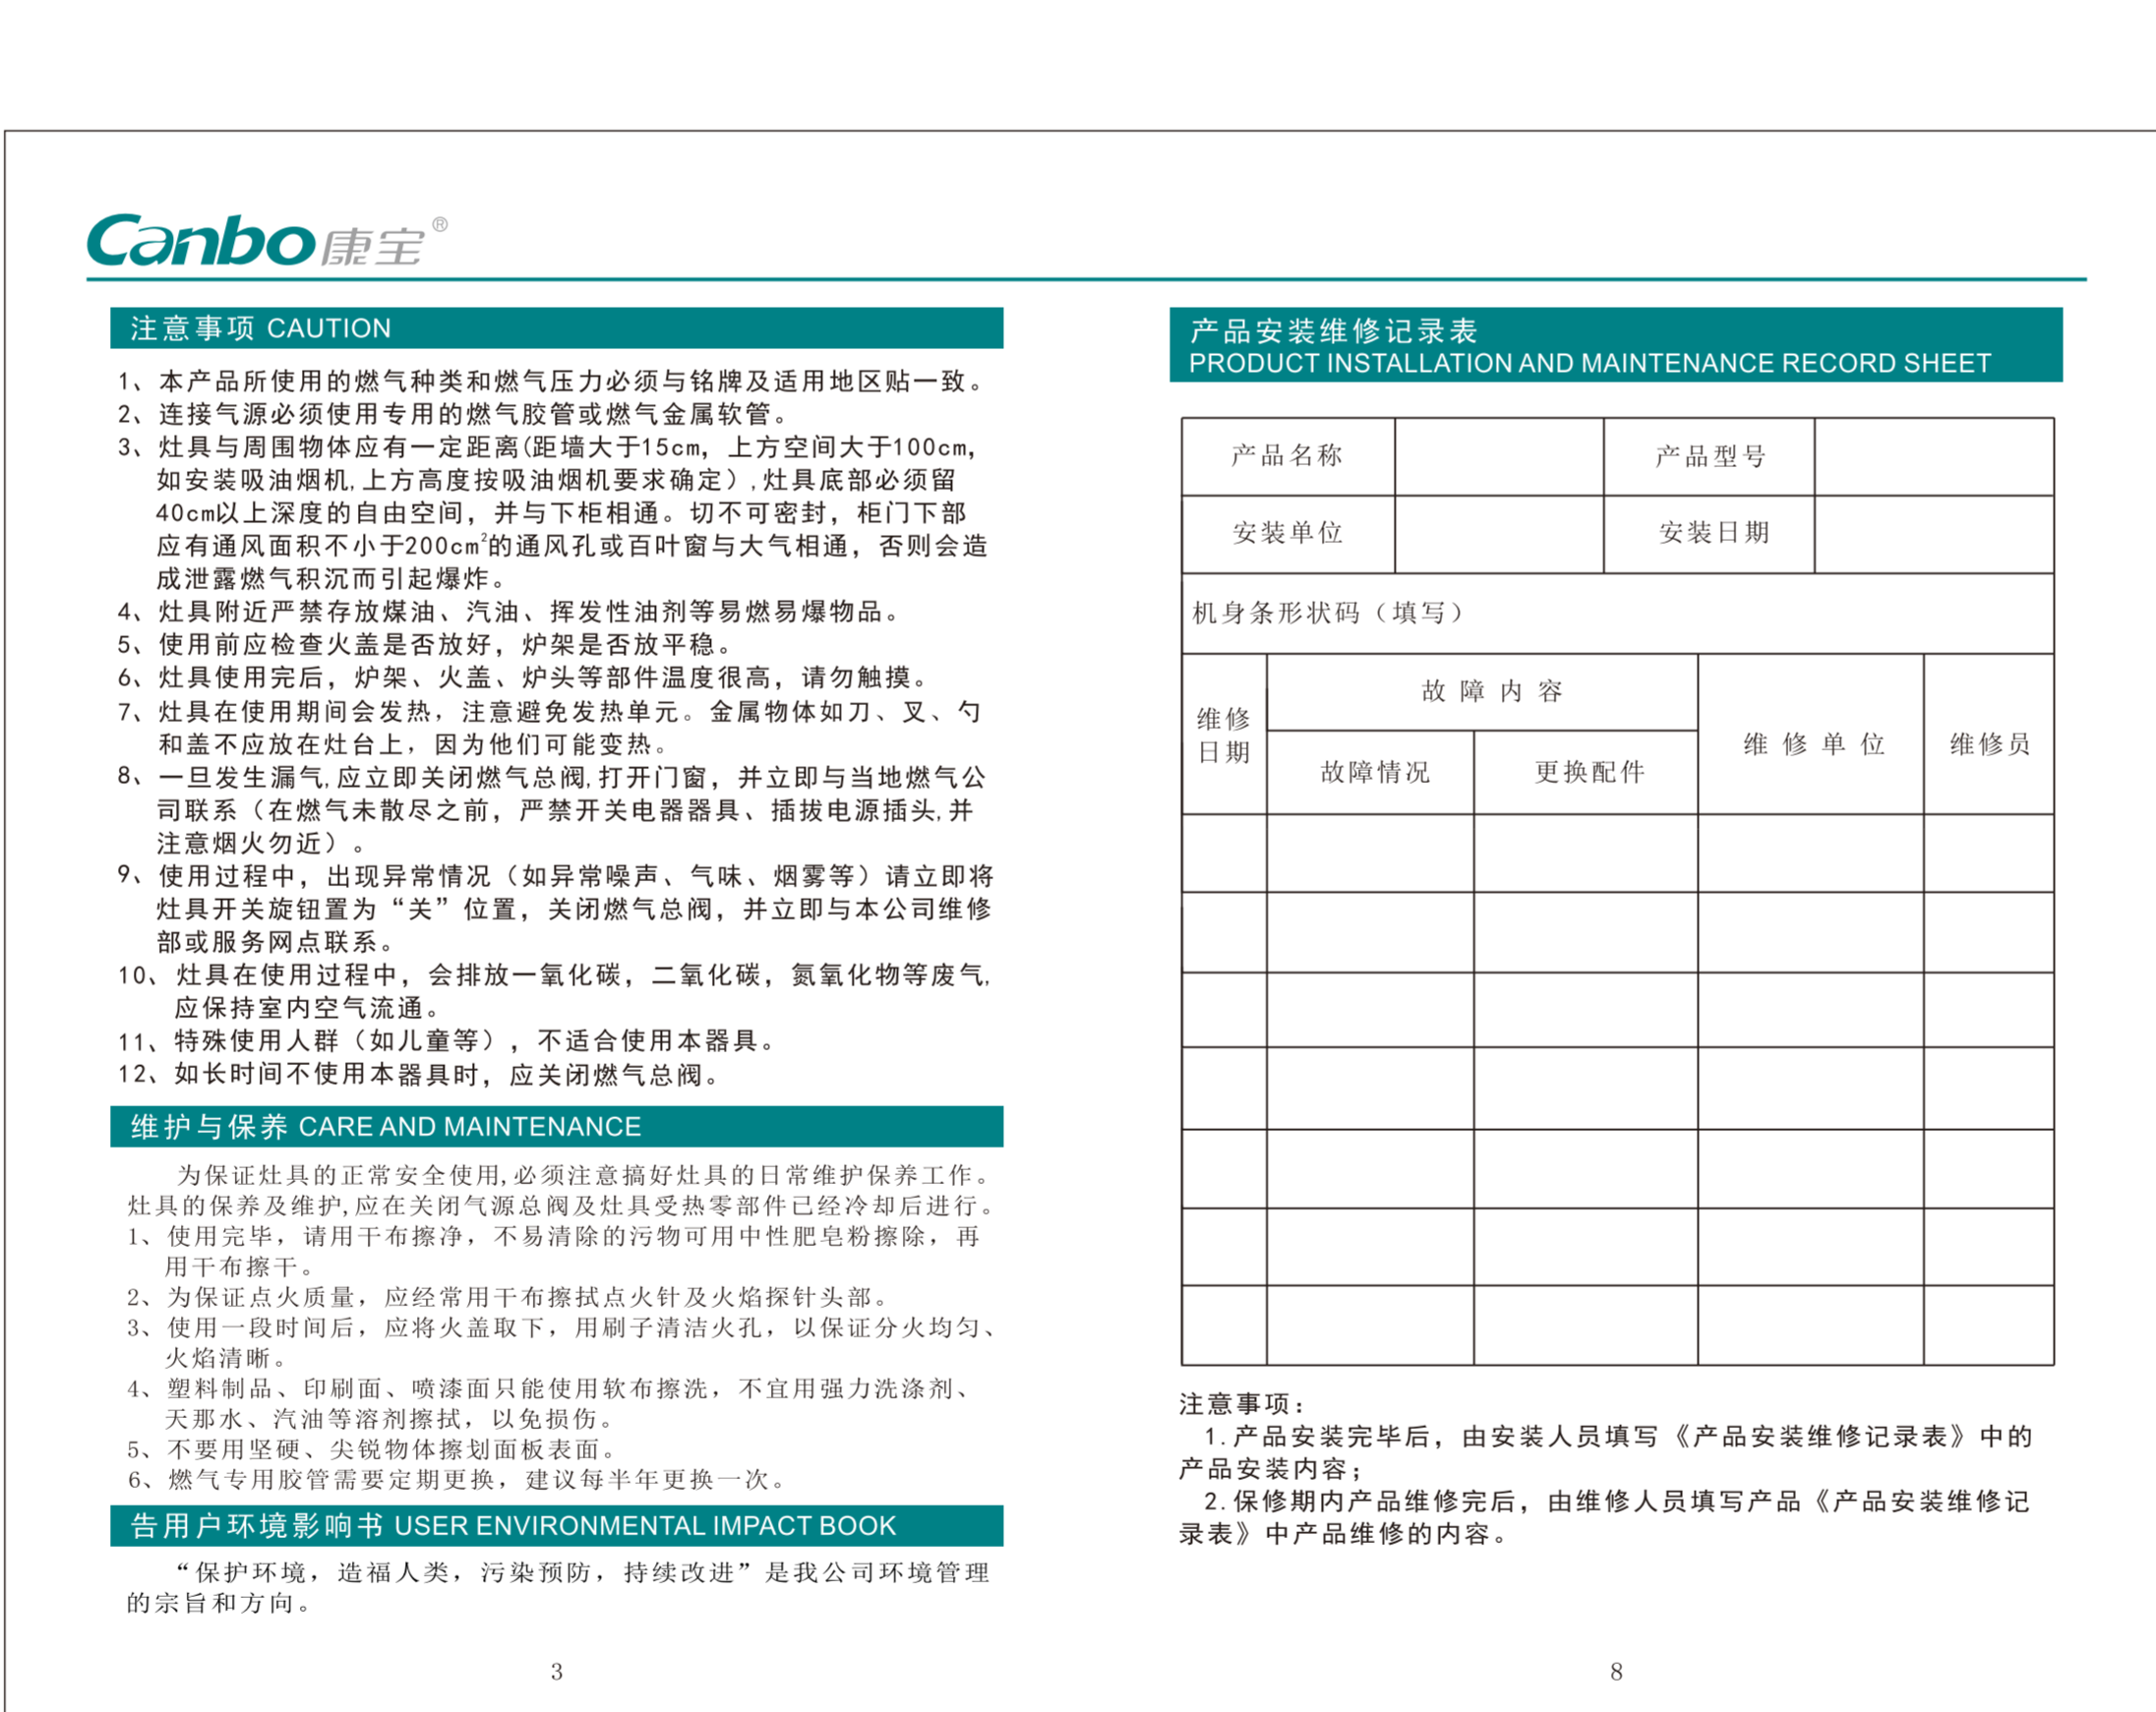 Canbo康宝®
注意事项 CAUTION
1、本产品所使用的燃气种类和燃气压力必须与铭牌及适用地区贴一致。
2、连接气源必须使用专用的燃气胶管或燃气金属软管。
3、灶具与周围物体应有一定距离(距墙大于15cm，上方空间大于100cm,
如安装吸油烟机,上方高度按吸油烟机要求确定）,灶具底部必须留
40cm以上深度的自由空间，并与下柜相通。切不可密封，柜门下部
应有通风面积不小于200cm²的通风孔或百叶窗与大气相通，否则会造
成泄露燃气积沉而引起爆炸。
4、灶具附近严禁存放煤油、汽油、挥发性油剂等易燃易爆物品。
5、使用前应检查火盖是否放好，炉架是否放平稳。
6、灶具使用完后，炉架、火盖、炉头等部件温度很高，请勿触摸。
7、灶具在使用期间会发热，注意避免发热单元。金属物体如刀、叉、勺
和盖不应放在灶台上，因为他们可能变热。
8、一旦发生漏气,应立即关闭燃气总阀,打开门窗，并立即与当地燃气公
司联系（在燃气未散尽之前，严禁开关电器器具、插拔电源插头,并
注意烟火勿近）。
9、使用过程中，出现异常情况（如异常噪声、气味、烟雾等）请立即将
灶具开关旋钮置为“关”位置，关闭燃气总阀，并立即与本公司维修
部或服务网点联系。
10、灶具在使用过程中，会排放一氧化碳，二氧化碳，氮氧化物等废气,
应保持室内空气流通。
11、特殊使用人群（如儿童等），不适合使用本器具。
12、如长时间不使用本器具时，应关闭燃气总阀。
维护与保养 CARE AND MAINTENANCE
为保证灶具的正常安全使用,必须注意搞好灶具的日常维护保养工作。
灶具的保养及维护,应在关闭气源总阀及灶具受热零部件已经冷却后进行。
1、使用完毕，请用干布擦净，不易清除的污物可用中性肥皂粉擦除，再
用干布擦干。
2、为保证点火质量，应经常用干布擦拭点火针及火焰探针头部。
3、使用一段时间后，应将火盖取下，用刷子清洁火孔，以保证分火均匀、
火焰清晰。
4、塑料制品、印刷面、喷漆面只能使用软布擦洗，不宜用强力洗涤剂、
天那水、汽油等溶剂擦拭，以免损伤。
5、不要用坚硬、尖锐物体擦划面板表面。
6、燃气专用胶管需要定期更换，建议每半年更换一次。
告用户环境影响书 USER ENVIRONMENTAL IMPACT BOOK
“保护环境，造福人类，污染预防，持续改进”是我公司环境管理
的宗旨和方向。
3
产品安装维修记录表
PRODUCT INSTALLATION AND MAINTENANCE RECORD SHEET
产品名称 产品型号
安装单位 安装日期
机身条形状码（填写）
维修
日期
故障内容
故障情况 更换配件
维修单位 维修员
注意事项：
1.产品安装完毕后，由安装人员填写《产品安装维修记录表》中的
产品安装内容；
2.保修期内产品维修完后，由维修人员填写产品《产品安装维修记
录表》中产品维修的内容。
8